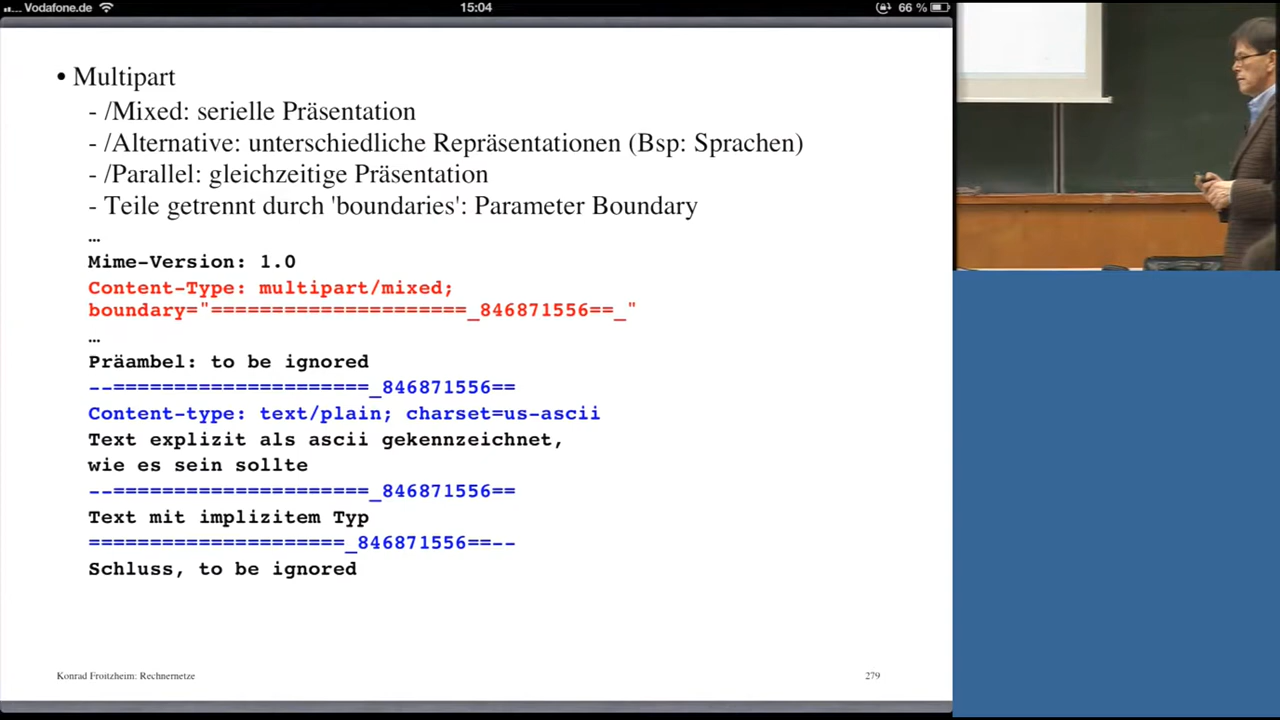 Vodafone.de
15:04
66 %
• Multipart
- /Mixed: serielle Präsentation
- /Alternative: unterschiedliche Repräsentationen (Bsp: Sprachen)
- /Parallel: gleichzeitige Präsentation
- Teile getrennt durch 'boundaries': Parameter Boundary
…
Mime-Version: 1.0
Content-Type: multipart/mixed;
boundary="=====================_846871556==_"
…
Präambel: to be ignored
--=====================_846871556==
Content-type: text/plain; charset=us-ascii
Text explizit als ascii gekennzeichnet,
wie es sein sollte
--=====================_846871556==
Text mit implizitem Typ
=====================_846871556==--
Schluss, to be ignored
Konrad Froitzheim: Rechnernetze
279